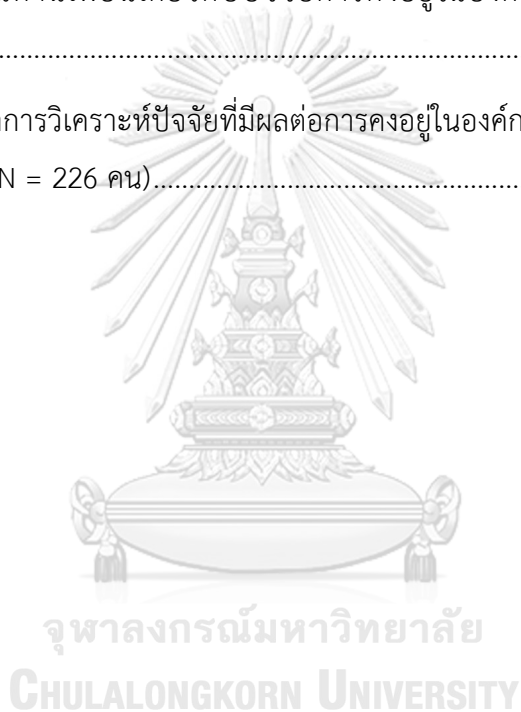 ..............................................................................
การวิเคราะห์ปัจจัยที่มีผลต่อการคงอยู่ในองค์ก
N = 226 คน)......................................................
จุฬาลงกรณ์มหาวิทยาลัย
CHULALONGKORN UNIVERSITY